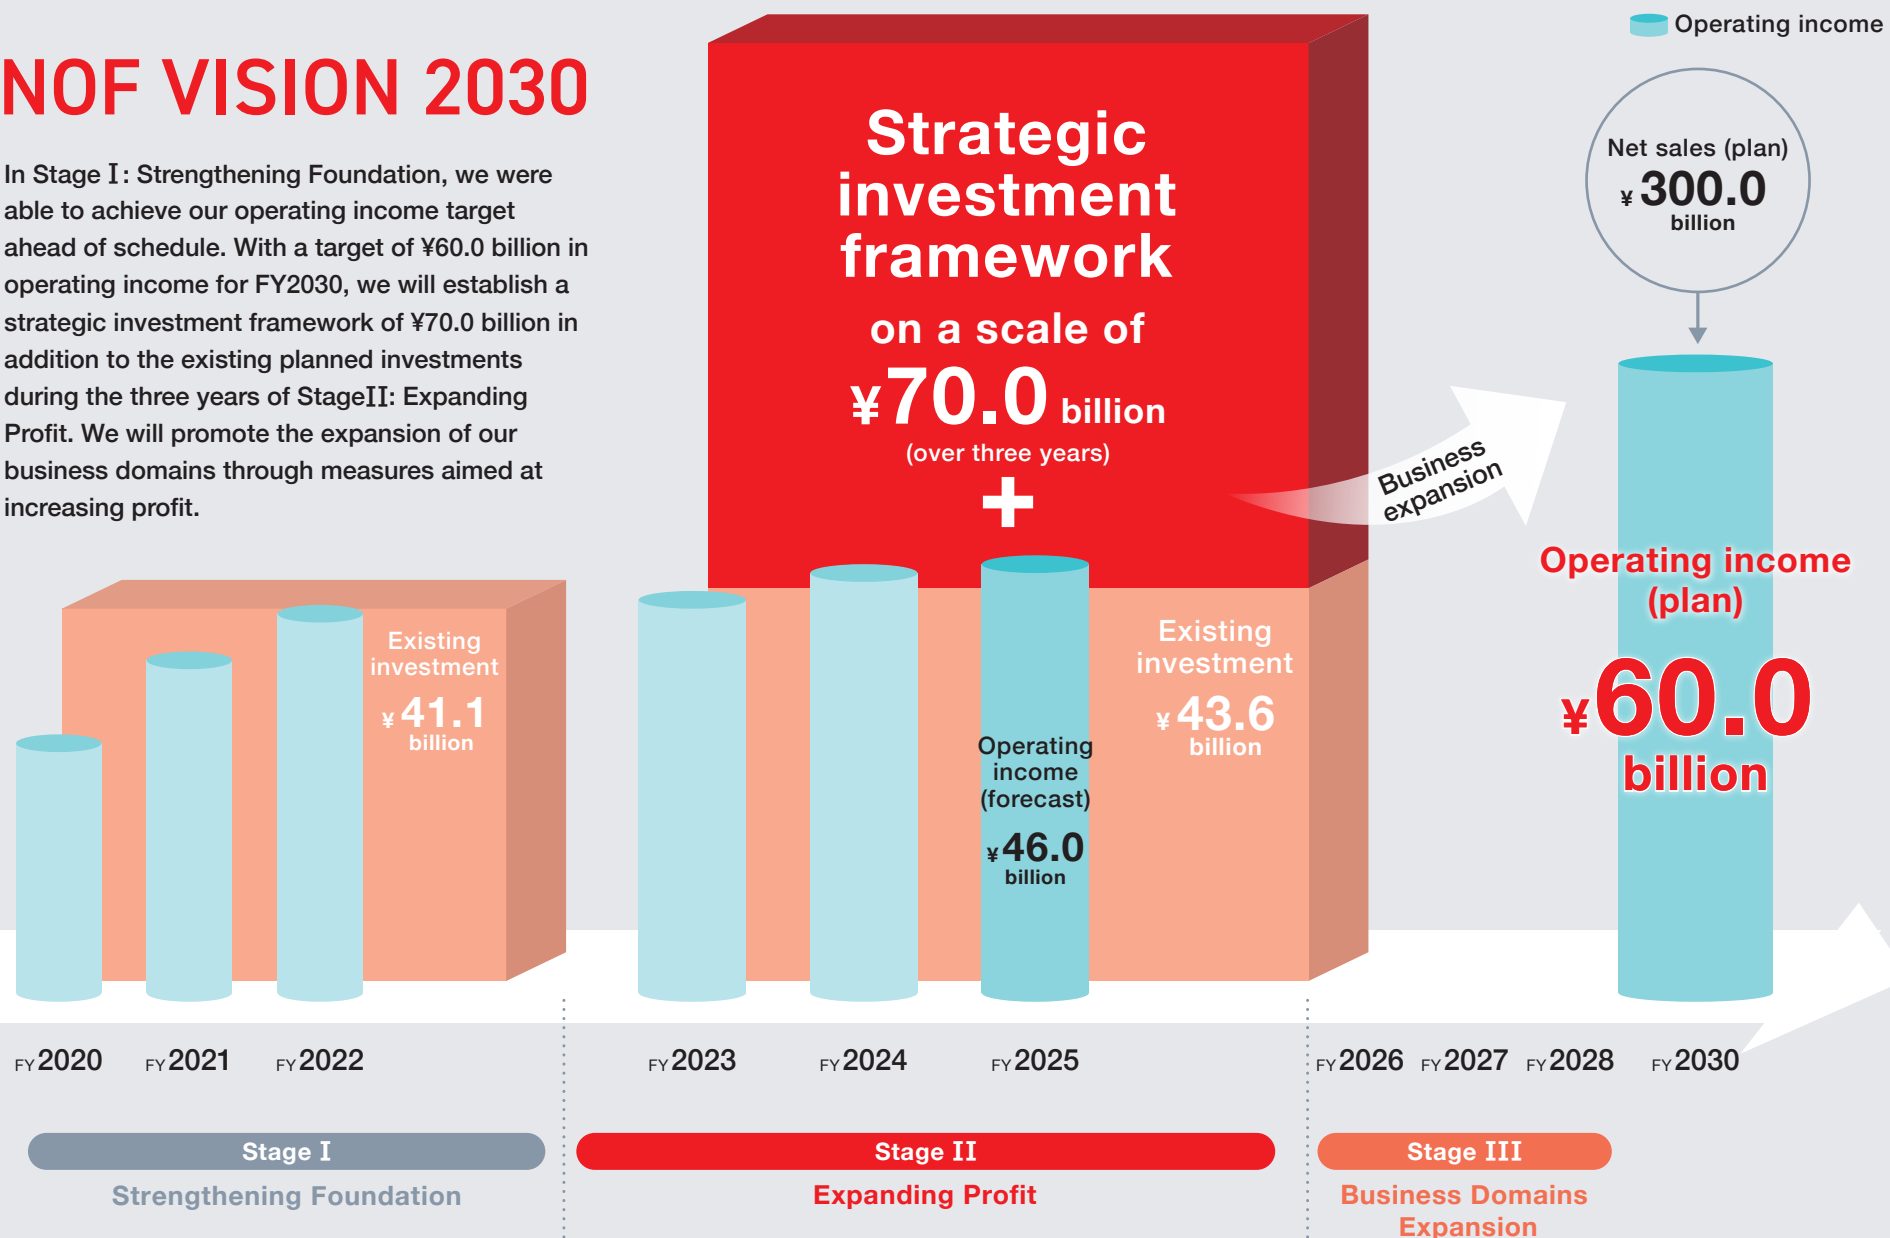 NOF VISION 2030
In Stage I: Strengthening Foundation, we were
able to achieve our operating income target
ahead of schedule. With a target of ¥60.0 billion in
operating income for FY2030, we will establish a
strategic investment framework of ¥70.0 billion in
addition to the existing planned investments
during the three years of StageII: Expanding
Profit. We will promote the expansion of our
business domains through measures aimed at
increasing profit.
Strategic
investment
framework
on a scale of
¥70.0 billion
(over three years)
+
Operating income
Net sales (plan)
¥300.0
billion
Business
expansion
Existing
investment
¥41.1
billion
Operating
income
(forecast)
¥46.0
billion
Existing
investment
¥43.6
billion
Operating income
(plan)
¥60.0
billion
FY2020 FY2021 FY2022 FY2023 FY2024 FY2025 FY2026 FY2027 FY2028 FY2030
Stage I
Strengthening Foundation
Stage II
Expanding Profit
Stage III
Business Domains
Expansion